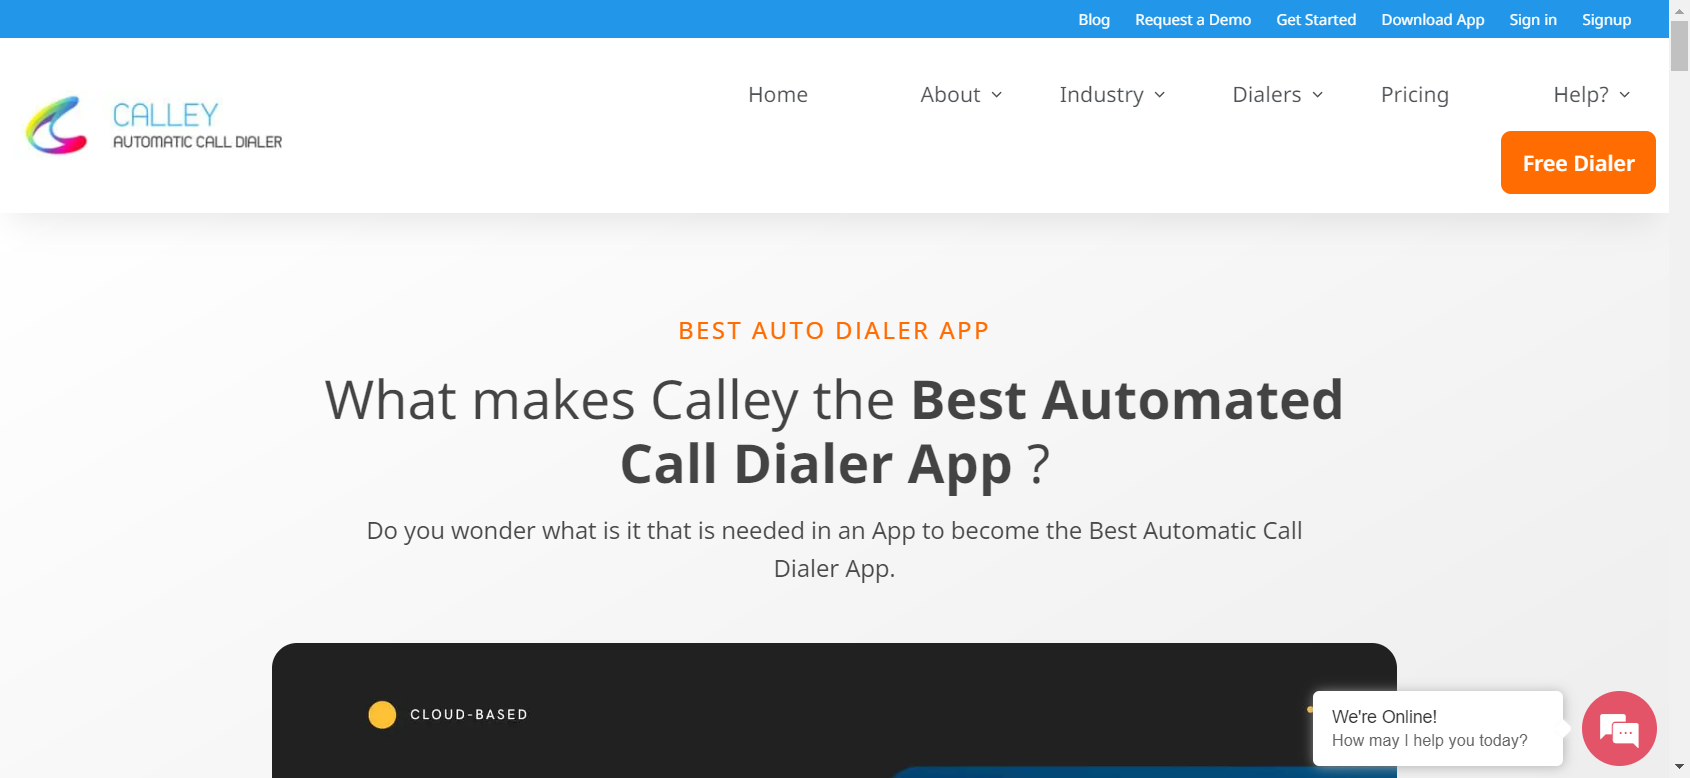 Blog Request a Demo Get Started Download App Sign in Signup
CALLEY
AUTOMATIC CALL DIALER
Home About Industry Dialers Pricing Help?
Free Dialer
BEST AUTO DIALER APP
What makes Calley the Best Automated
Call Dialer App ?
Do you wonder what is it that is needed in an App to become the Best Automatic Call
Dialer App.
CLOUD-BASED
We're Online!
How may I help you today?